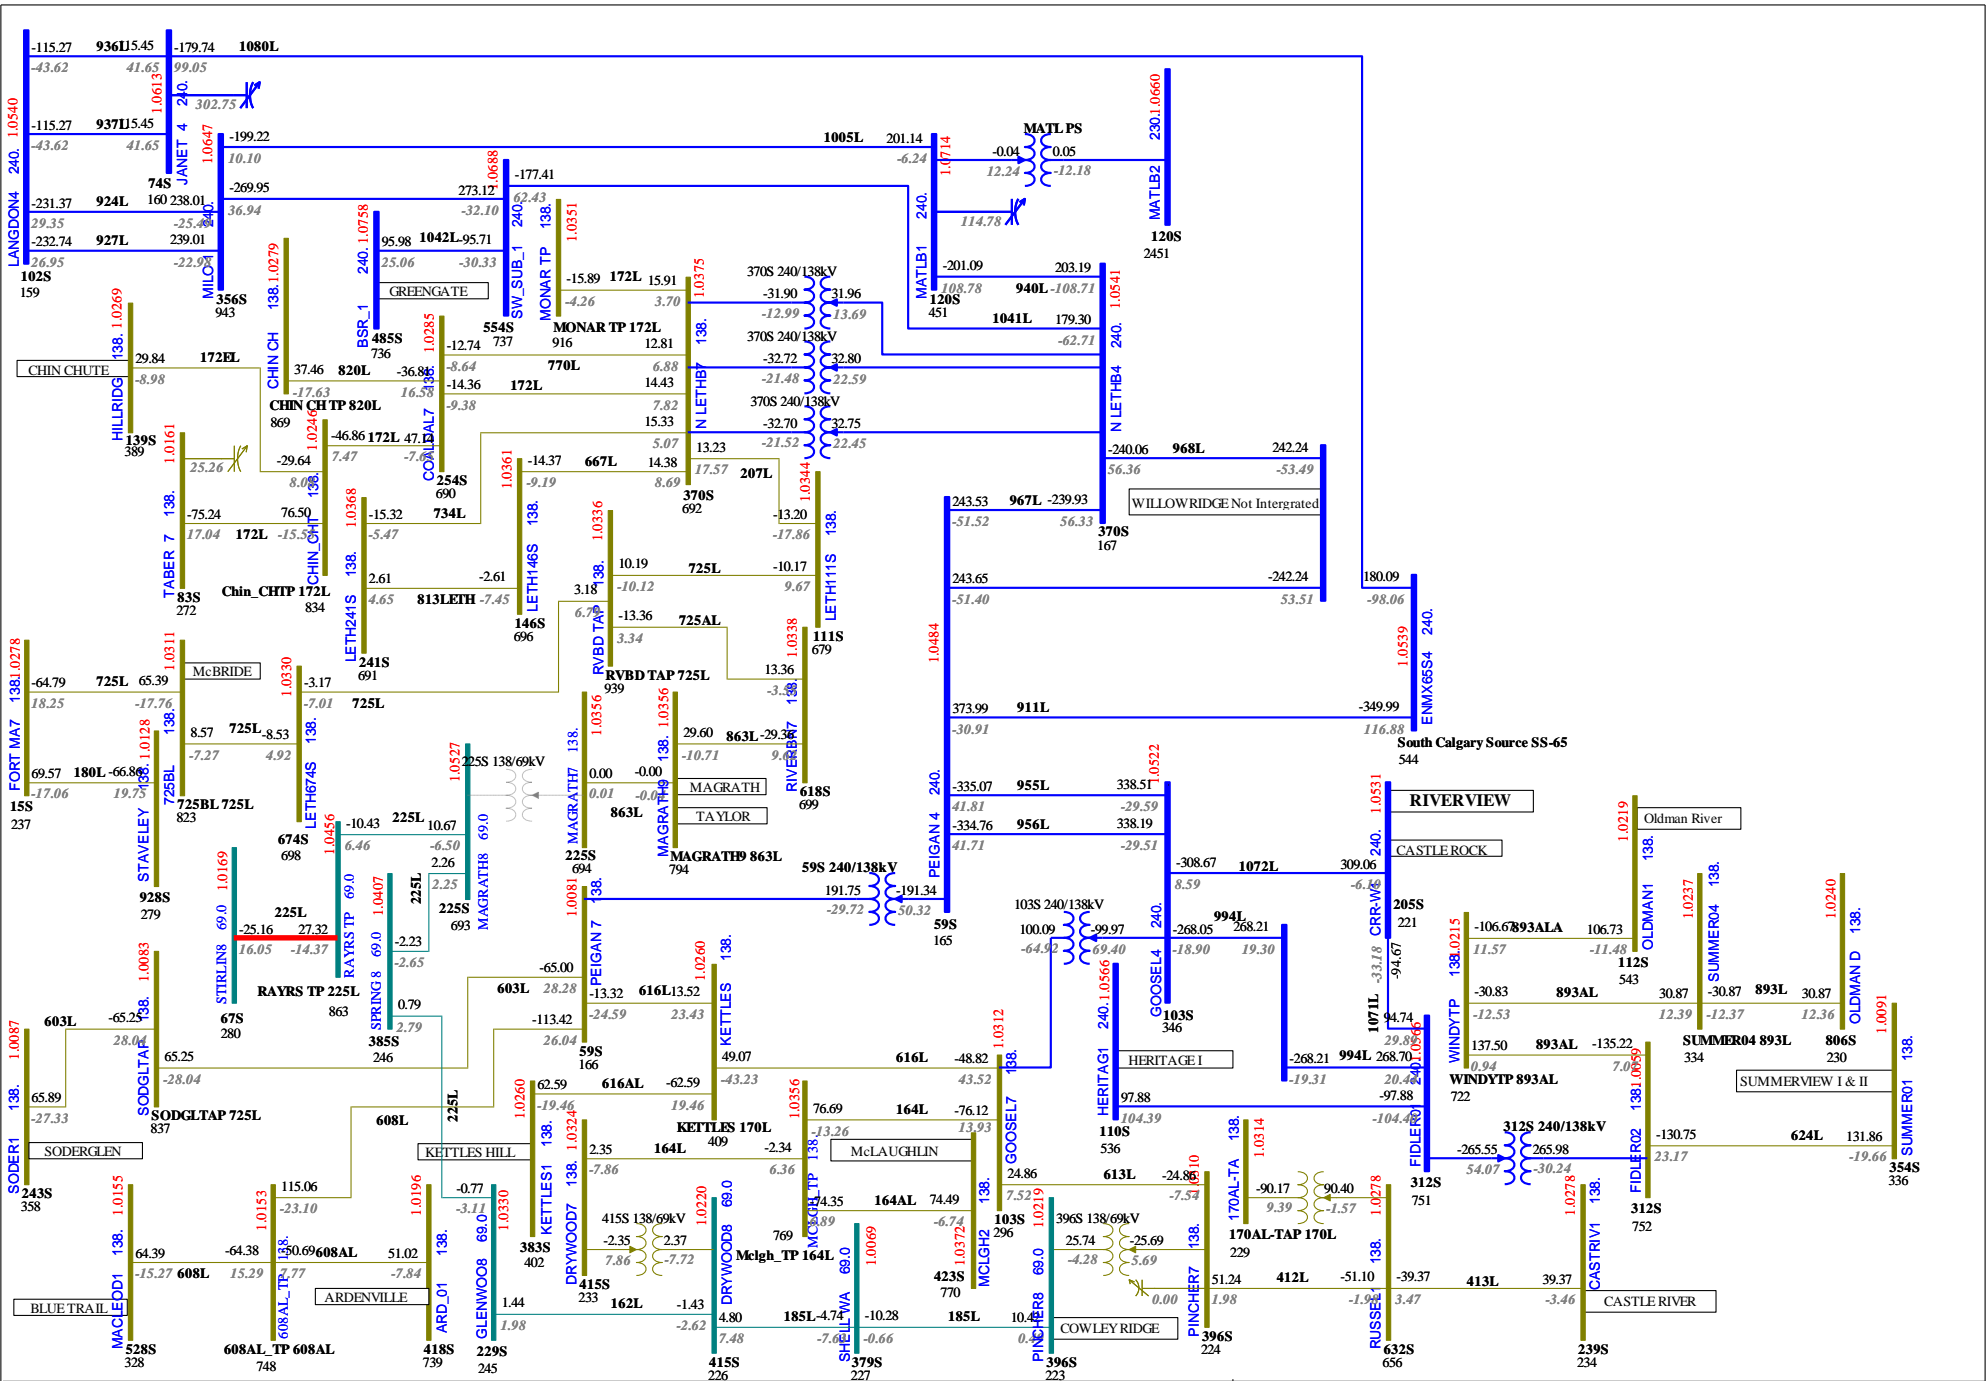 -115.27 936L 15.45 -179.74 1080L
-43.62 41.65 99.05
LANGDON4 240. 1.0540
JANET 4 240. 1.0613
302.75
-115.27 937L 15.45
-43.62 41.65
74S
160
-231.37 924L 238.01
29.35
-232.74 927L 239.01
26.95 -22.98
102S
159
MILO 1 240. 1.0647
-199.22 1005L 201.14
10.10 -6.24
-269.95 273.12
36.94 -32.10
356S
943
SW_SUB_1 240. 1.0688
-177.41
62.43
554S
737
BSR_1 240. 1.0758
95.98 1042L -95.71
25.06 -30.33
GREENGATE
485S
736
MATLB1 240. 1.0714
MATL PS
-0.04 0.05
12.24 -12.18
114.78
MATLB2 230. 1.0660
120S
2451
-201.09 940L 203.19
108.78 -108.71
120S
451
1041L 179.30
-62.71
N LETHB4 240. 1.0541
MONAR TP 138. 1.0351
-15.89 172L 15.91
-4.26 3.70
MONAR TP 172L
916
370S 240/138kV
-31.90 31.96
-12.99 13.69
370S 240/138kV
-32.72 32.80
-21.48 22.59
370S 240/138kV
-32.70 32.75
-21.52 22.45
N LETHB7 138. 1.0375
370S
692
HILLRIDG 138. 1.0269
CHIN CHUTE
29.84 172EL
-8.98
139S
389
CHIN CH 138. 1.0279
37.46 820L
-17.63
CHIN CH TP 820L
869
COALDAL7 138. 1.0285
-12.74 770L 12.81
-8.64 6.88
-14.36 172L 14.43
-9.38 7.82
254S
690
CHIN_CHT 138. 1.0246
-46.86 172L 47.14
7.47
-29.64
Chin_CHTP 172L
834
TABER 7 138. 1.0161
25.26
-75.24 172L 76.50
17.04
83S
272
LETH241S 138. 1.0368
-15.32 734L 15.33
-5.47 5.07
2.61 813LETH -2.61
4.65 -7.45
241S
691
LETH146S 138. 1.0361
-14.37 667L 14.38
-9.19 8.69
146S
696
13.23 207L -13.20
17.57 -17.86
LETH111S 138. 1.0344
111S
679
RVBD TAP 138. 1.0336
10.19 725L -10.17
-10.12 9.67
3.18
-13.36 725AL 13.36
3.34
RVBD TAP 725L
939
RIVERBN7 138. 1.0338
618S
699
-240.06 968L 242.24
56.36 -53.49
WILLOWRIDGE Not Intergrated
243.53 967L -239.93
-51.52 56.33
370S
167
243.65 -242.24
-51.40 53.51
PEIGAN 4 240. 1.0484
180.09
-98.06
ENMX65S4 240. 1.0539
373.99 911L -349.99
-30.91 116.88
South Calgary Source SS-65
544
FORT MA7 138. 1.0278
-64.79 725L 65.39
18.25 -17.76
McBRIDE
725BL 138. 1.0311
8.57 725L -8.53
-7.27 4.92
725BL 725L
823
69.57 180L -66.86
-17.06 19.75
15S
237
STAVELEY 138. 1.0128
928S
279
LETH674S 138. 1.0330
-3.17
-7.01 725L
674S
698
MAGRATH7 138. 1.0356
0.00 -0.00
0.01
863L
225S
694
MAGRATH9 138. 1.0356
29.60 863L -29.36
-10.71
MAGRATH
TAYLOR
MAGRATH9 863L
794
225S 138/69kV
MAGRATH8 69.0 1.0527
225S
693
-10.43 225L 10.67
6.46 -6.50
2.26
2.25
225L
-2.23
-2.65
STIRLIN8 69.0 1.0169
-25.16 225L 27.32
16.05 -14.37
67S
280
RAYRS TP 69.0 1.0456
RAYRS TP 225L
863
SPRING 8 69.0 1.0407
0.79
2.79
385S
246
225L
59S 240/138kV
191.75 -191.34
-29.72 50.32
59S
165
PEIGAN 7 138. 1.0081
-65.00
28.28 603L
-13.32 616L 13.52
-24.59 23.43
-113.42
26.04
59S
166
-335.07 955L 338.51
41.81 -29.59
-334.76 956L 338.19
41.71 -29.51
GOOSEL4 240. 1.0522
-308.67 1072L 309.06
8.59
-268.05 994L 268.21
-18.90 19.30
103S 240/138kV
100.09 -99.97
69.40
103S
346
CRR-WA 240. 1.0531
RIVERVIEW
CASTLE ROCK
205S
221
-33.18
-94.67
1071L
94.74
HERITAG1 240. 1.0566
HERITAGE I
97.88 -97.88
104.39
110S
536
-268.21 994L 268.70
-19.31
FIDLER01 240.
312S
751
312S 240/138kV
-265.55 265.98
54.07 -30.24
WINDYTP 138. 1.0215
-106.67 893ALA 106.73
11.57 -11.48
-30.83 893AL 30.87
-12.53 12.39
137.50 893AL -135.22
0.94
WINDYTP 893AL
722
OLDMAN1 138. 1.0219
Oldman River
112S
543
SUMMER04 138. 1.0237
-30.87 893L 30.87
-12.37 12.36
SUMMER04 893L
334
OLDMAN D 138. 1.0240
806S
230
SUMMERVIEW I & II
SUMMER01 138. 1.0091
354S
336
FIDLER02 138.
-130.75 624L 131.86
23.17 -19.66
312S
752
SODER1 138. 1.0087
603L -65.25
65.89
-27.33
SODERGLEN
243S
358
SODGLTAP 138. 1.0083
65.25
-28.04
SODGLTAP 725L
837
KETTLES 138. 1.0260
49.07 616L -48.82
-43.23 43.52
KETTLES 170L
409
KETTLES1 138. 1.0260
62.59 616AL -62.59
-19.46 19.46
KETTLES HILL
383S
402
608L
GOOSEL7 138. 1.0312
76.69 164L -76.12
-13.26 13.93
24.86 613L -24.86
7.52 -7.54
103S
296
DRYWOOD7 138. 1.0324
2.35 164L -2.34
-7.86 6.36
415S 138/69kV
-2.35 2.37
7.86 -7.72
415S
233
MCLGH_TP 138 1.0356
McLAUGHLIN
164AL 74.49
-6.74
Mclgh_TP 164L
769
MCLGH2 138. 1.0372
423S
770
MACLEOD1 138. 1.0155
64.39 608L -64.38
-15.27 15.29
BLUE TRAIL
528S
328
608AL_TP 138. 1.0153
115.06
-23.10
608AL 51.02
-7.84
ARDENVILLE
608AL_TP 608AL
748
ARD_01 138. 1.0196
418S
739
GLENWOO8 69.0 1.0330
-0.77
-3.11
1.44 162L -1.43
1.98 -2.62
229S
245
DRYWOOD8 69.0 1.0220
4.80 185L -4.74
7.48
415S
226
SHELL WA 69.0 1.0069
-10.28 185L
-0.66
379S
227
PINCHER8 69.0 1.0219
COWLEY RIDGE
396S
223
396S 138/69kV
25.74 -25.69
-4.28 5.69
0.00
PINCHER7 138.
51.24 412L -51.10
1.98
396S
224
170AL-TA 138. 1.0314
-90.17 90.40
9.39 -1.57
170AL-TAP 170L
229
RUSSEL 138. 1.0278
-39.37 413L 39.37
3.47 -3.46
632S
656
CASTRIV1 138. 1.0278
CASTLE RIVER
239S
234